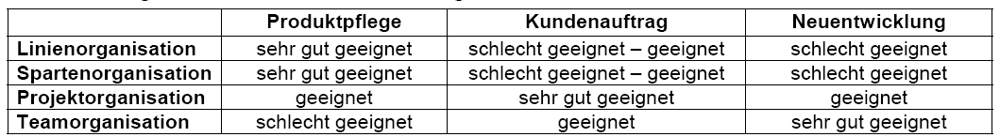 Produktpflege Kundenauftrag Neuentwicklung
Linienorganisation sehr gut geeignet schlecht geeignet – geeignet schlecht geeignet
Spartenorganisation sehr gut geeignet schlecht geeignet – geeignet schlecht geeignet
Projektorganisation geeignet sehr gut geeignet geeignet
Teamorganisation schlecht geeignet geeignet sehr gut geeignet